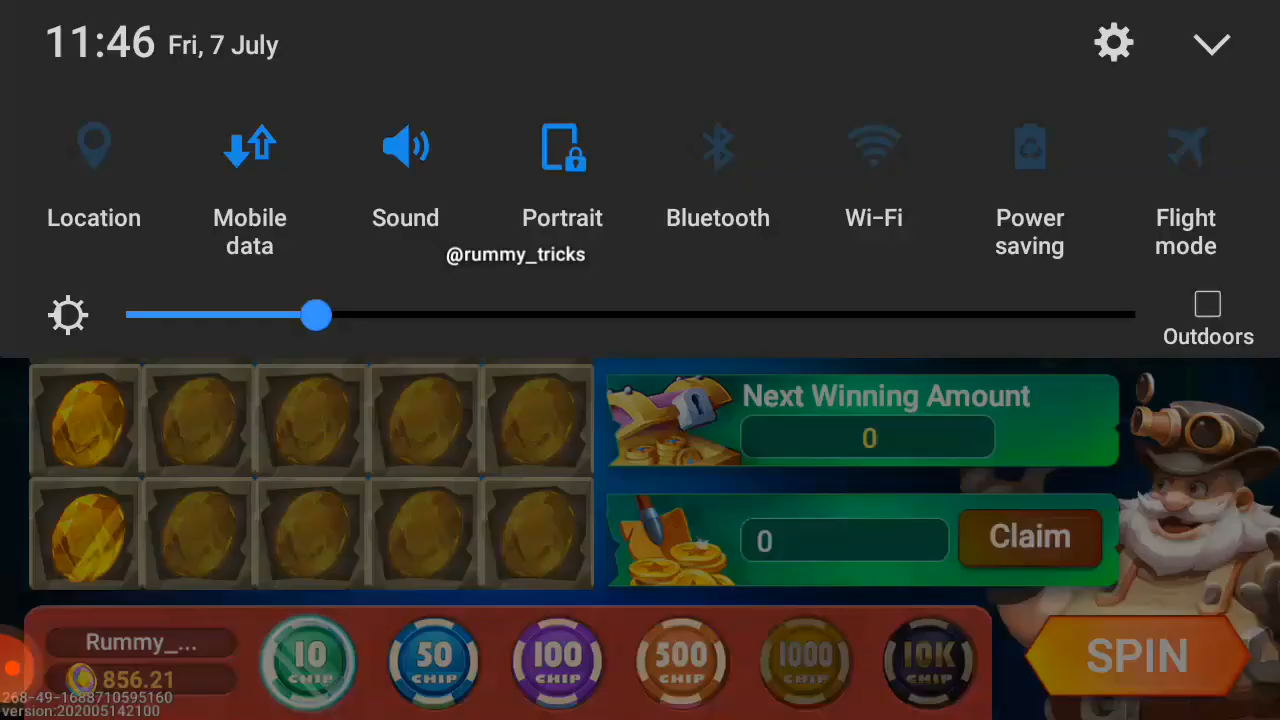 11:46 Fri, 7 July
Location
Mobile data
Sound
Portrait
Bluetooth
Wi-Fi
Power saving
Flight mode
@rummy_tricks
Outdoors
Next Winning Amount
0
0
Claim
Rummy_...
856.21
10 CHIP
50 CHIP
100 CHIP
500 CHIP
1000 CHIP
10K CHIP
SPIN
268-49-1688710595160
version:202005142100